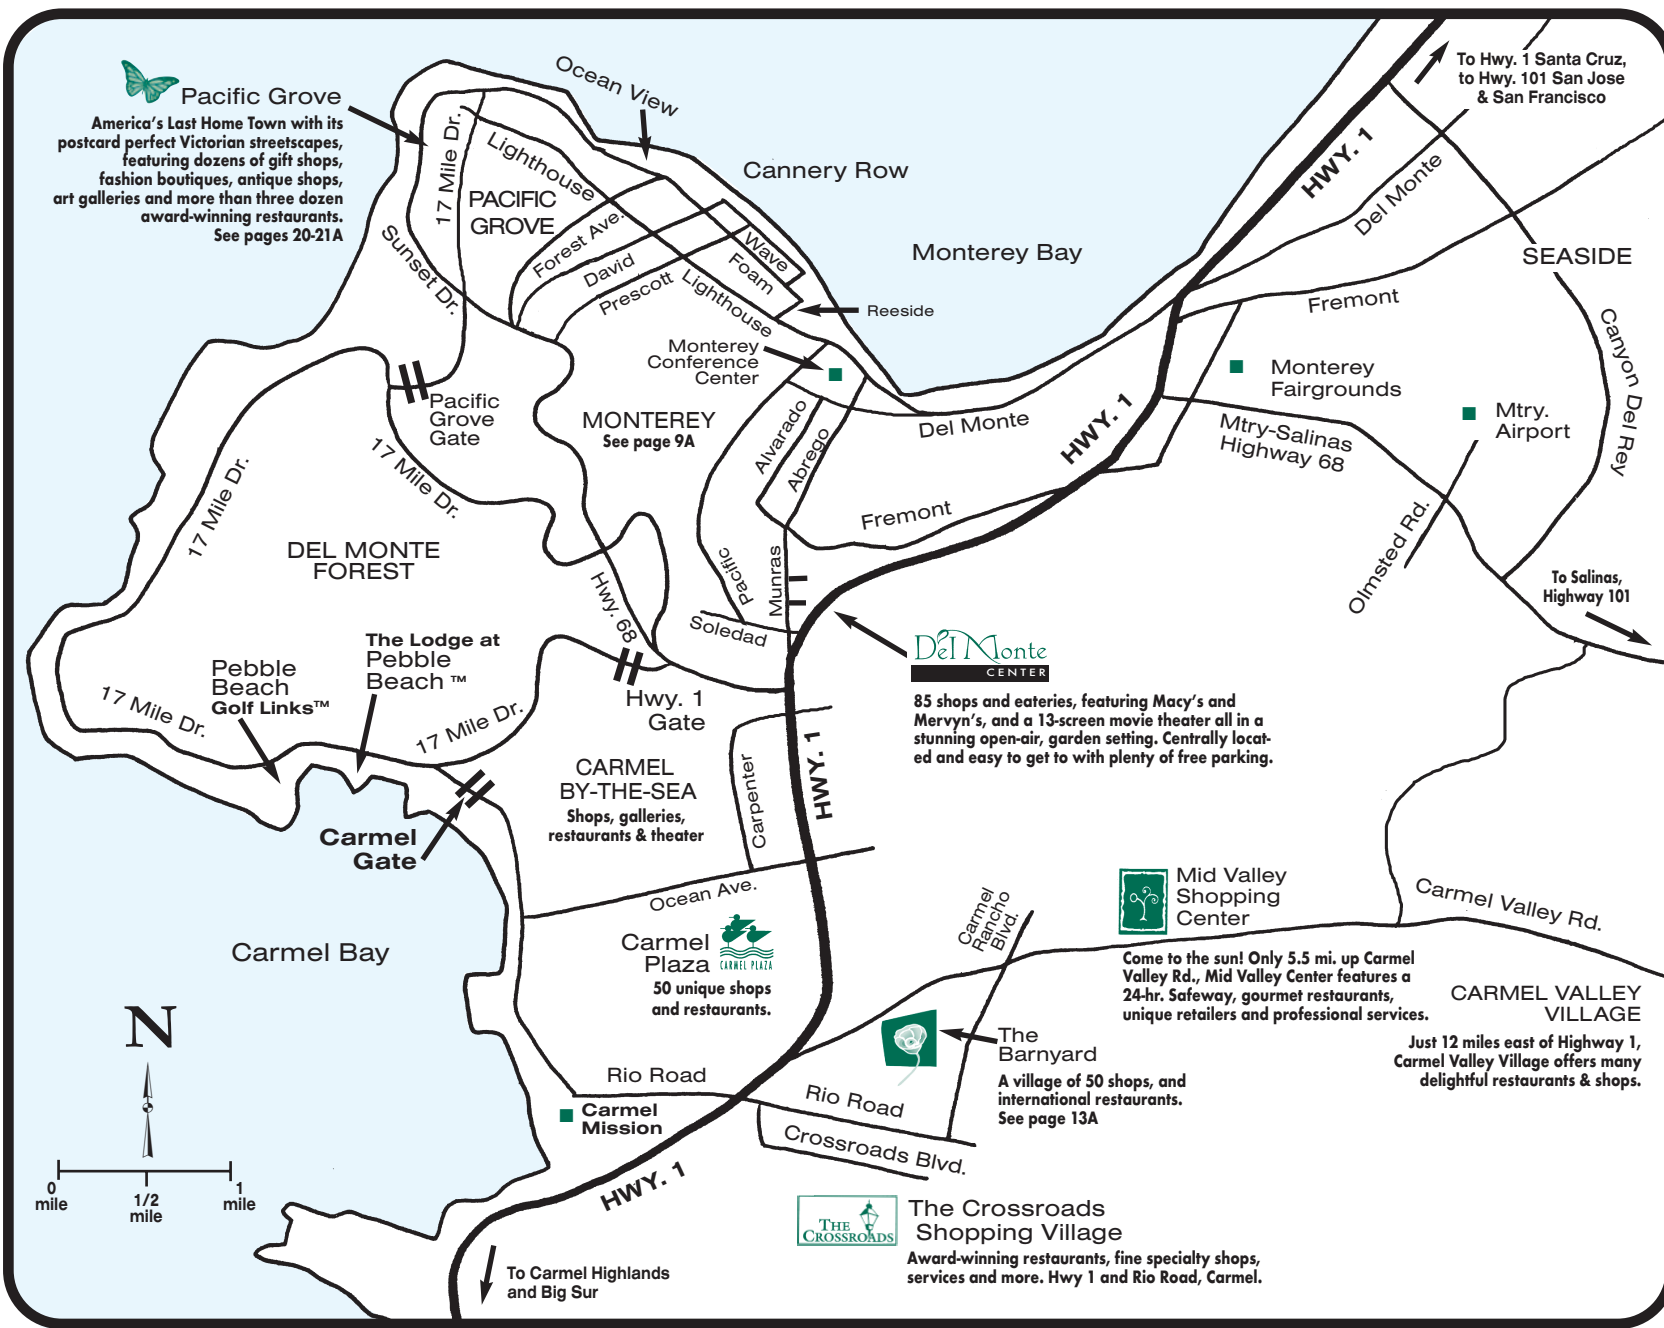 Pacific Grove
America's Last Home Town with its
postcard perfect Victorian streetscapes,
featuring dozens of gift shops,
fashion boutiques, antique shops,
art galleries and more than three dozen
award-winning restaurants.
See pages 20-21A
Ocean View
Cannery Row
Monterey Bay
To Hwy. 1 Santa Cruz,
to Hwy. 101 San Jose
& San Francisco
HWY. 1
Del Monte
SEASIDE
Fremont
Canyon Del Rey
17 Mile Dr.
Lighthouse
PACIFIC
GROVE
Sunset Dr.
Forest Ave.
David
Prescott
Wave
Foam
Lighthouse
Reeside
Monterey
Conference
Center
Monterey
Fairgrounds
Mtry.
Airport
Pacific
Grove
Gate
MONTEREY
See page 9A
Alvarado
Abrego
Del Monte
HWY. 1
Mtry-Salinas
Highway 68
17 Mile Dr.
17 Mile Dr.
Fremont
Olmsted Rd.
DEL MONTE
FOREST
Hwy. 68
Pacific
Munras
Soledad
To Salinas,
Highway 101
Del Monte
CENTER
85 shops and eateries, featuring Macy's and
Mervyn's, and a 13-screen movie theater all in a
stunning open-air, garden setting. Centrally locat-
ed and easy to get to with plenty of free parking.
The Lodge at
Pebble
Beach ™
Pebble
Beach
Golf Links™
17 Mile Dr.
17 Mile Dr.
Hwy. 1
Gate
CARMEL
BY-THE-SEA
Shops, galleries,
restaurants & theater
Carpenter
HWY. 1
Carmel
Gate
Ocean Ave.
Carmel
Plaza
CARMEL PLAZA
50 unique shops
and restaurants.
Carmel Bay
Carmel
Rancho
Blvd.
Mid Valley
Shopping
Center
Come to the sun! Only 5.5 mi. up Carmel
Valley Rd., Mid Valley Center features a
24-hr. Safeway, gourmet restaurants,
unique retailers and professional services.
Carmel Valley Rd.
CARMEL VALLEY
VILLAGE
Just 12 miles east of Highway 1,
Carmel Valley Village offers many
delightful restaurants & shops.
The
Barnyard
A village of 50 shops, and
international restaurants.
See page 13A
N
Rio Road
Carmel
Mission
Rio Road
Crossroads Blvd.
HWY. 1
0
mile
1/2
mile
1
mile
THE
CROSSROADS
The Crossroads
Shopping Village
Award-winning restaurants, fine specialty shops,
services and more. Hwy 1 and Rio Road, Carmel.
To Carmel Highlands
and Big Sur